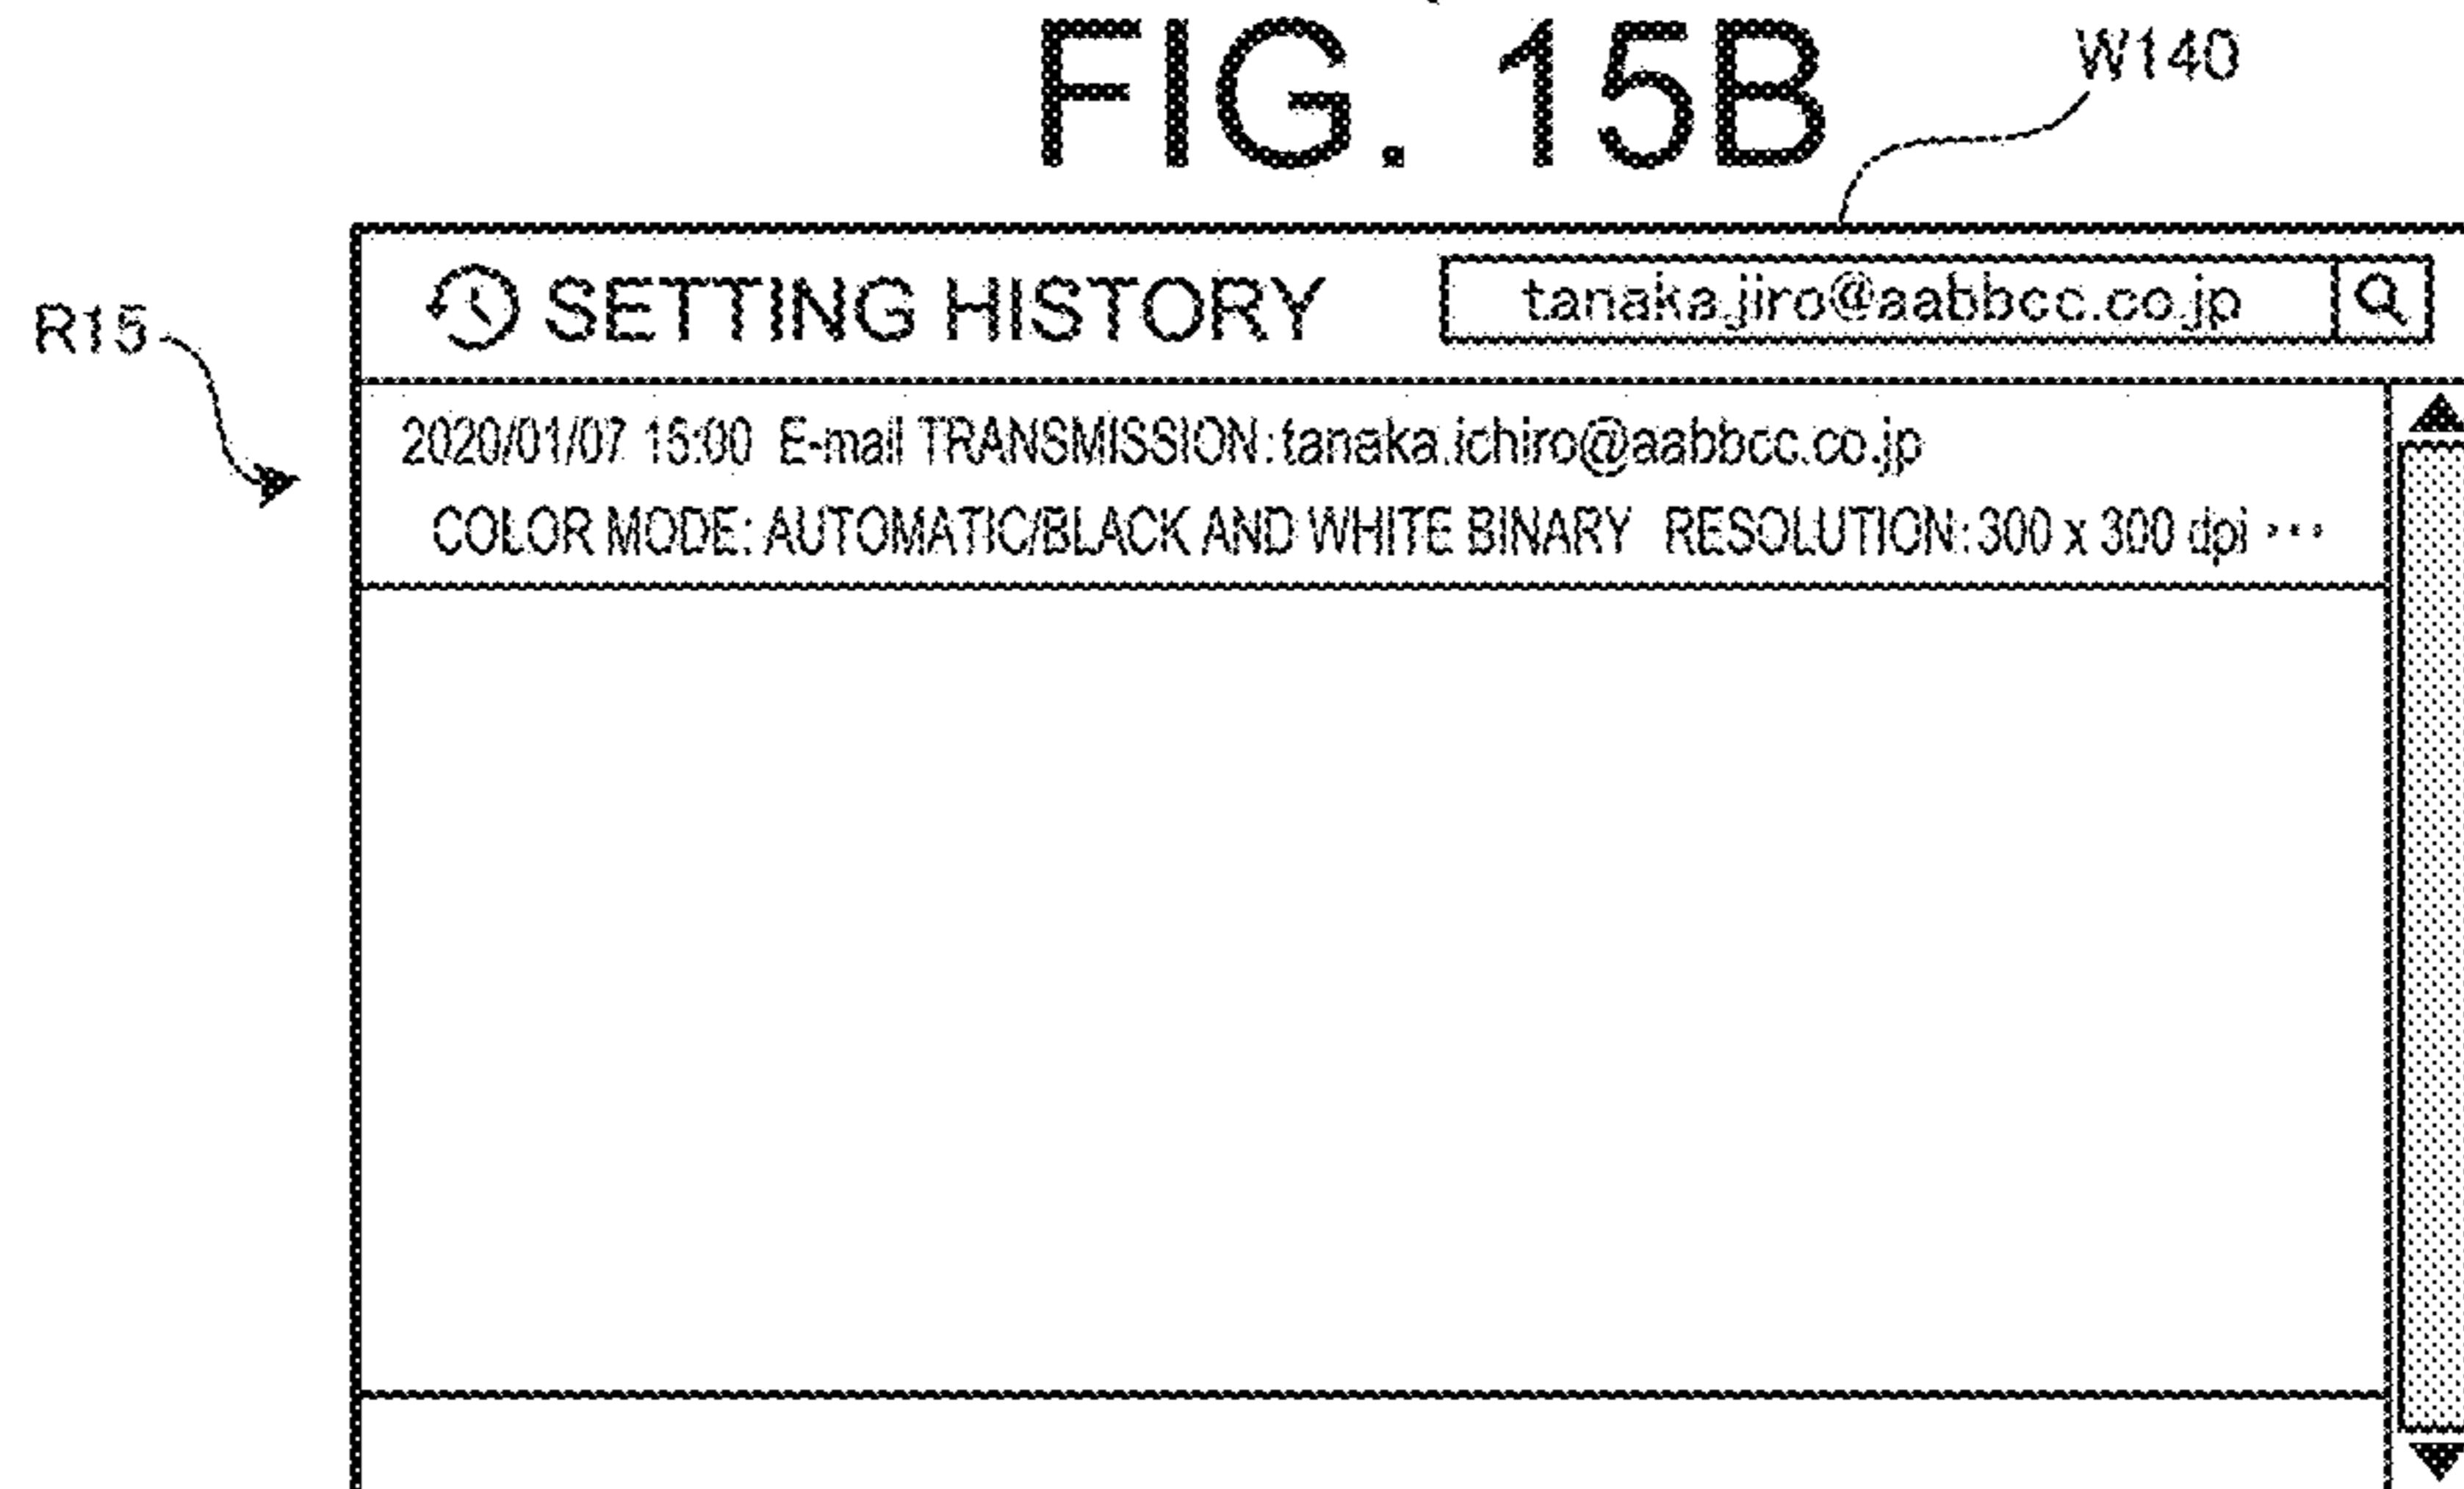 FIG. 15B
W140
SETTING HISTORY tanaka.jiro@aabbcc.co.jp
R15
2020/01/07 15:00 E-mail TRANSMISSION: tanaka.ichiro@aabbcc.co.jp
COLOR MODE: AUTOMATIC/BLACK AND WHITE BINARY RESOLUTION: 300 x 300 dpi ···